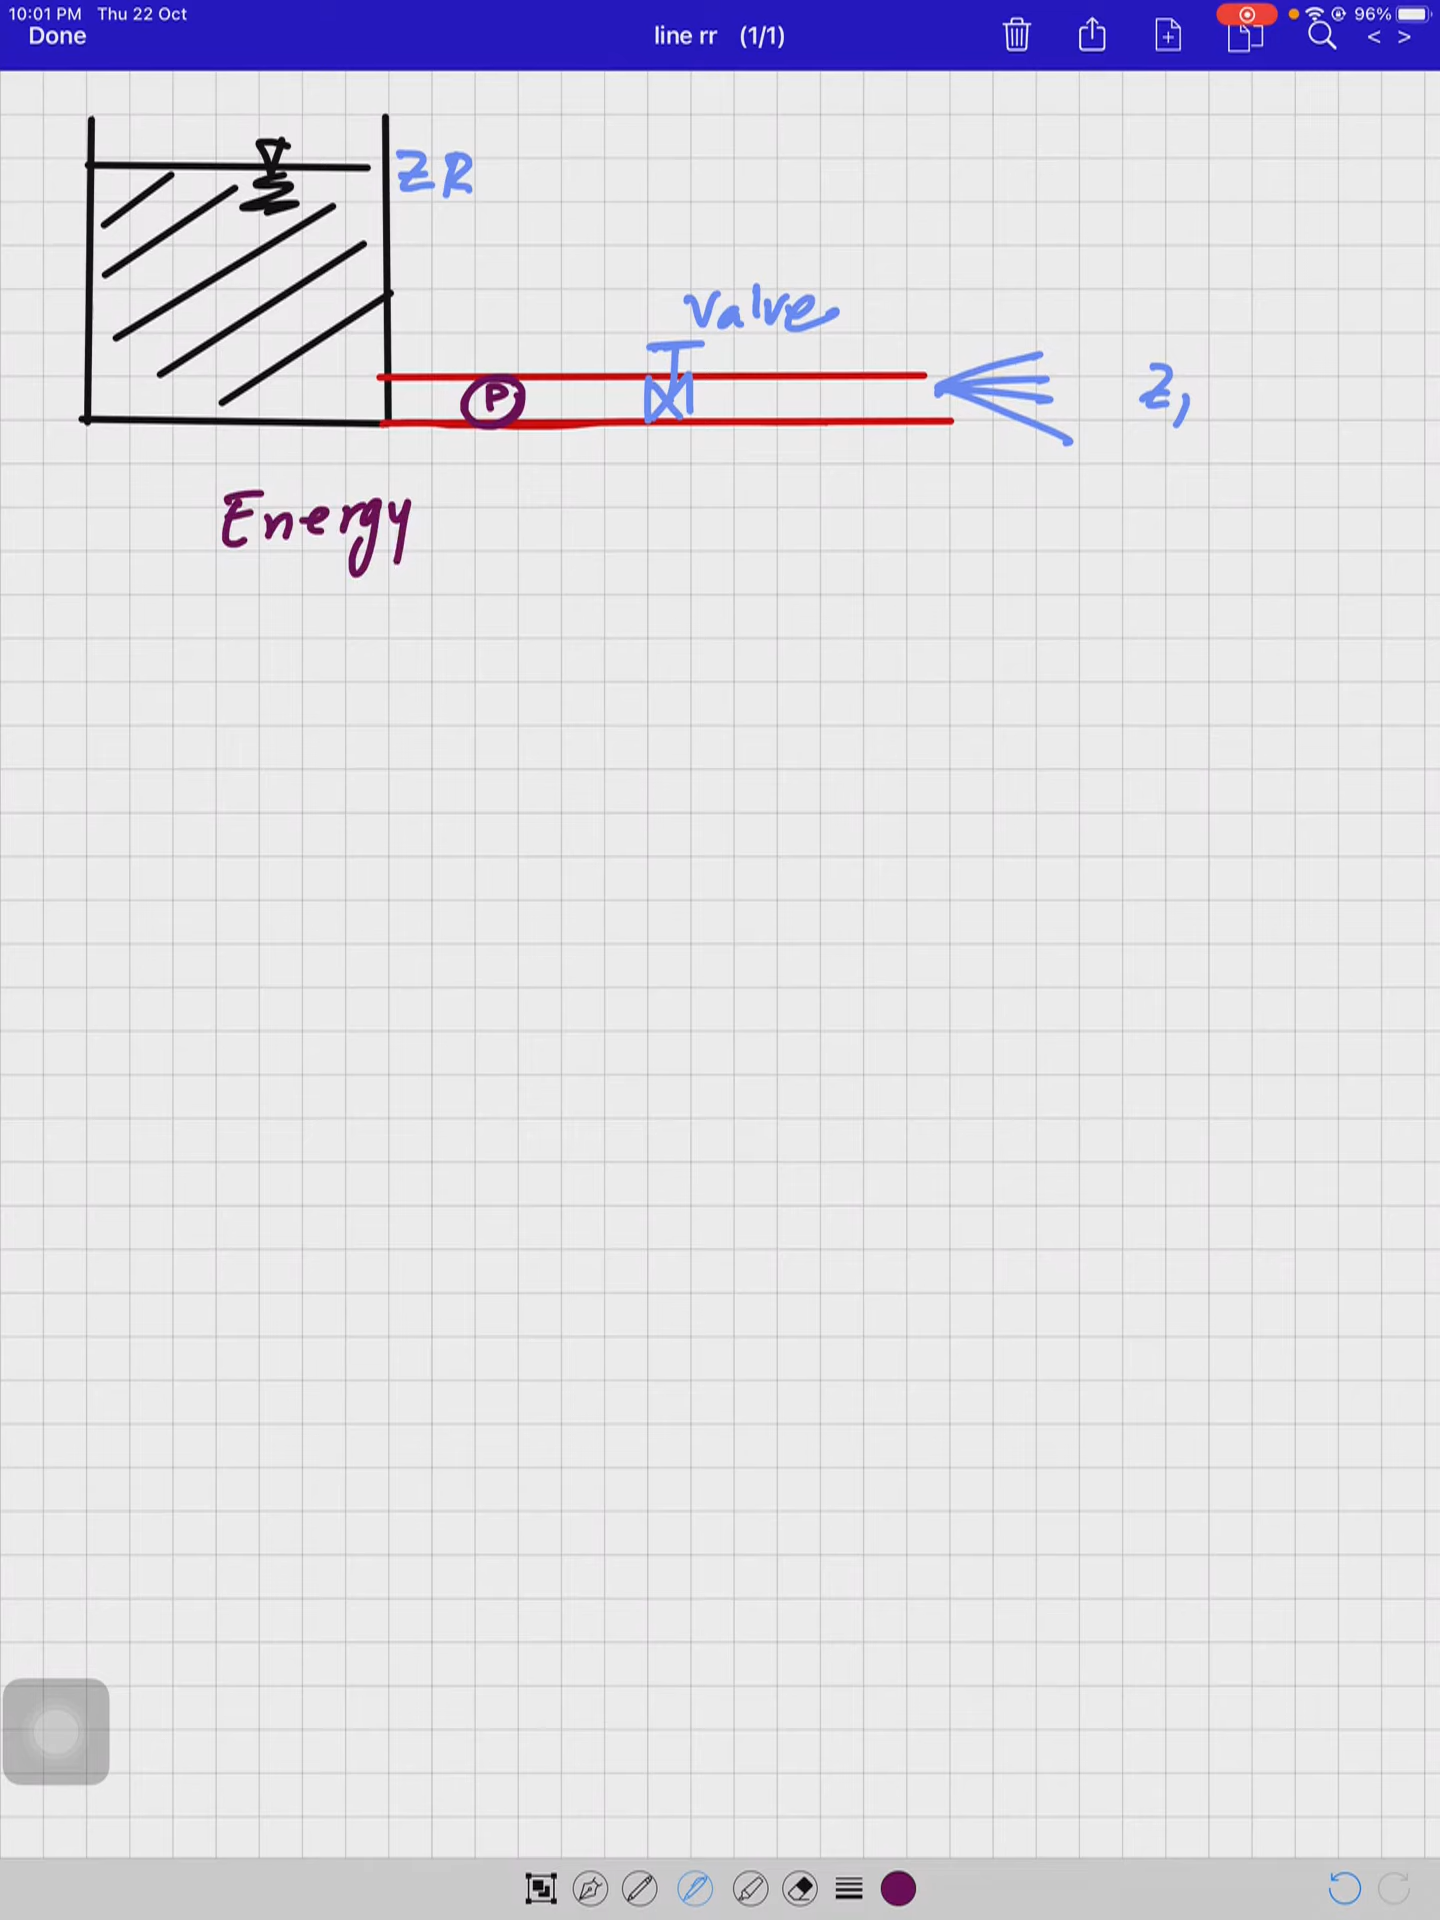 10:01 PM Thu 22 Oct
96%
Done
line rr (1/1)
< >
ZR
valve
P
Z1
Energy